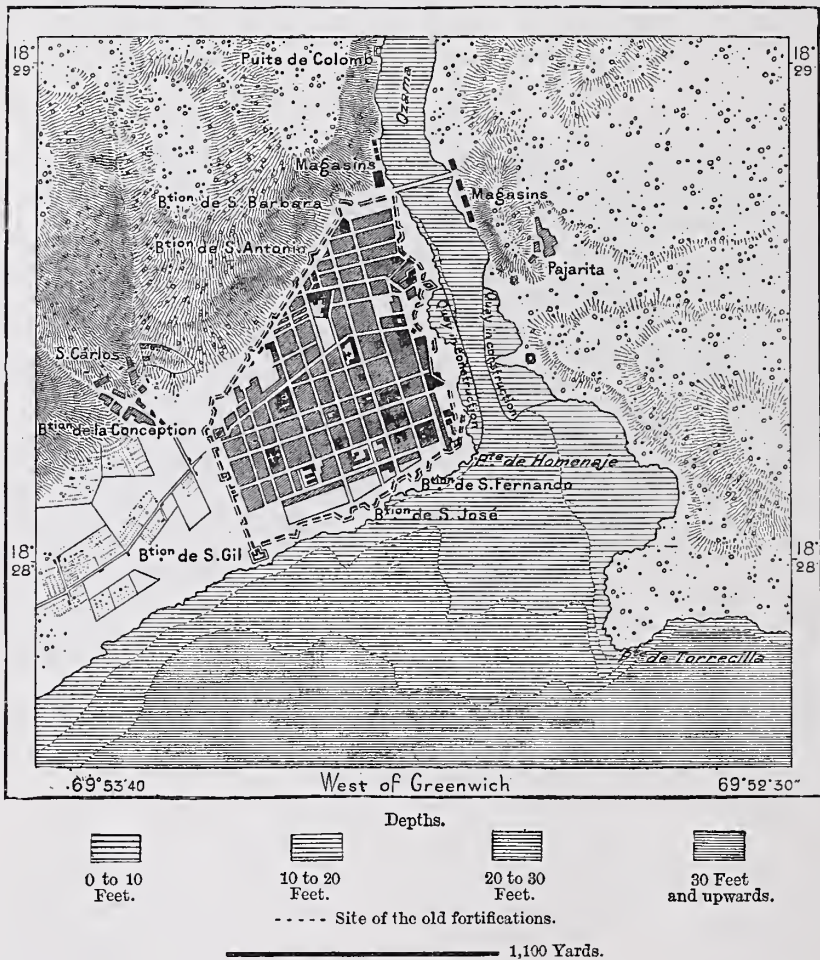 18° 29
18° 29
Puita de Colomb
Ozama
Magasins
Magasins
Btion de S. Barbara
Btion de S. Antonio
Pajarita
Quay in construction
Quay in construction
S. Carlos
Btion de la Conception
Pta de Homenaje
Btion de S. Fernando
Btion de S. José
Btion de S. Gil
18° 28'
18° 28'
Pta de Torrecilla
69°53'40
West of Greenwich
69°52'30"
Depths.
0 to 10 Feet.
10 to 20 Feet.
20 to 30 Feet.
30 Feet and upwards.
Site of the old fortifications.
1,100 Yards.